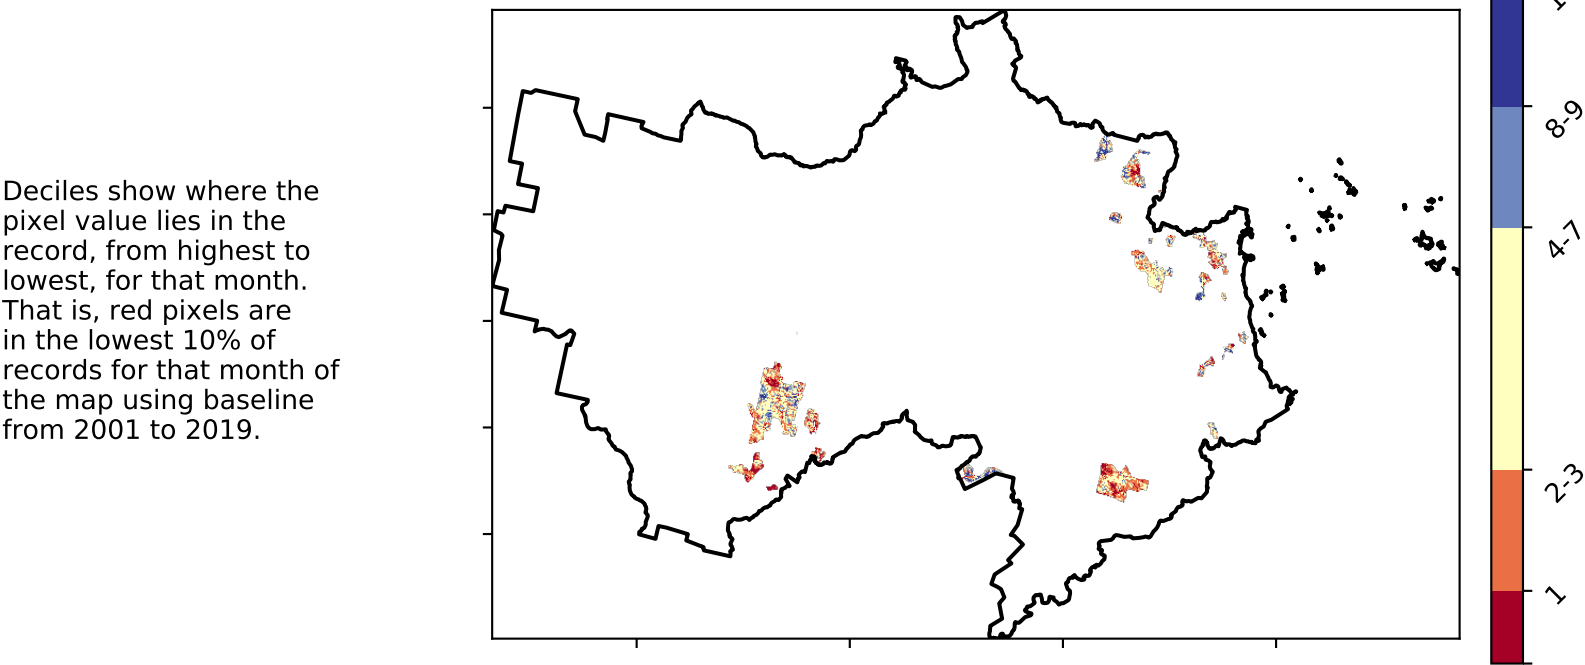 Deciles show where the
pixel value lies in the
record, from highest to
lowest, for that month.
That is, red pixels are
in the lowest 10% of
records for that month of
the map using baseline
from 2001 to 2019.
8-9
4-7
2-3
1